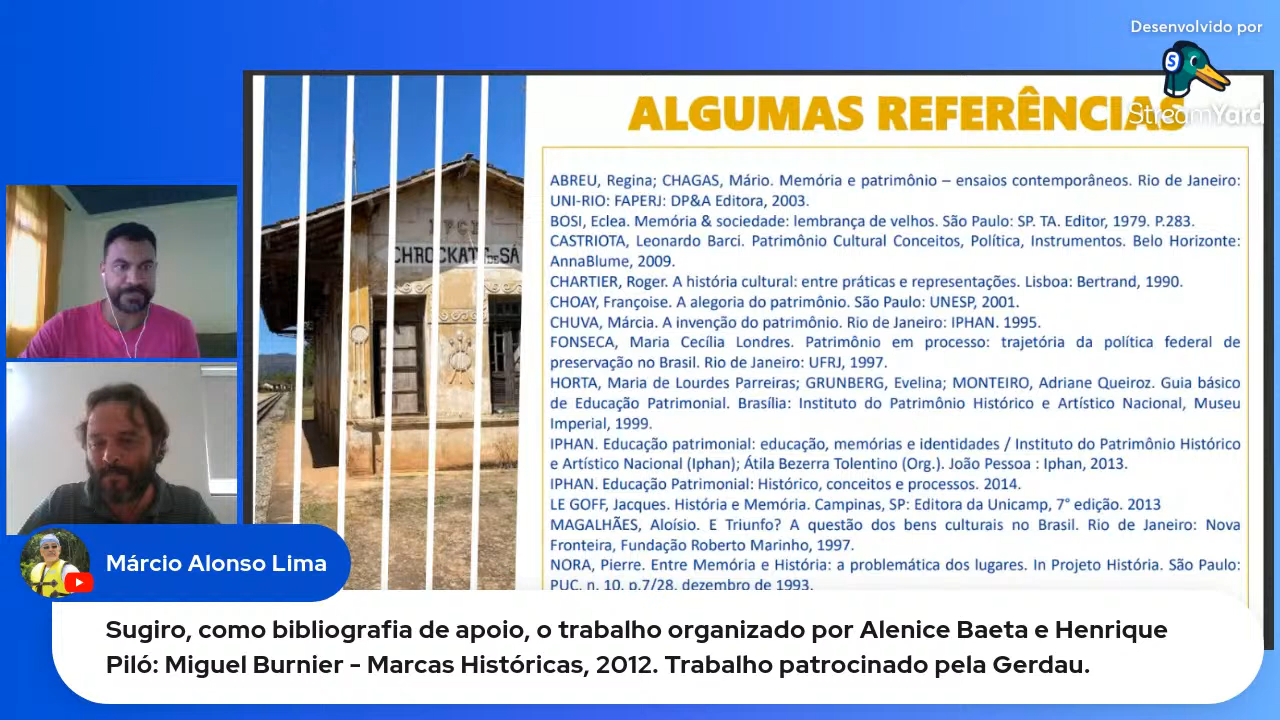 Desenvolvido por
StreamYard
ALGUMAS REFERÊNCIAS
CHROCKATT DE SÁ
ABREU, Regina; CHAGAS, Mário. Memória e patrimônio – ensaios contemporâneos. Rio de Janeiro:
UNI-RIO: FAPERJ: DP&A Editora, 2003.
BOSI, Eclea. Memória & sociedade: lembrança de velhos. São Paulo: SP. TA. Editor, 1979. P.283.
CASTRIOTA, Leonardo Barci. Patrimônio Cultural Conceitos, Política, Instrumentos. Belo Horizonte:
AnnaBlume, 2009.
CHARTIER, Roger. A história cultural: entre práticas e representações. Lisboa: Bertrand, 1990.
CHOAY, Françoise. A alegoria do patrimônio. São Paulo: UNESP, 2001.
CHUVA, Márcia. A invenção do patrimônio. Rio de Janeiro: IPHAN. 1995.
FONSECA, Maria Cecília Londres. Patrimônio em processo: trajetória da política federal de
preservação no Brasil. Rio de Janeiro: UFRJ, 1997.
HORTA, Maria de Lourdes Parreiras; GRUNBERG, Evelina; MONTEIRO, Adriane Queiroz. Guia básico
de Educação Patrimonial. Brasília: Instituto do Patrimônio Histórico e Artístico Nacional, Museu
Imperial, 1999.
IPHAN. Educação patrimonial: educação, memórias e identidades / Instituto do Patrimônio Histórico
e Artístico Nacional (Iphan); Átila Bezerra Tolentino (Org.). João Pessoa : Iphan, 2013.
IPHAN. Educação Patrimonial: Histórico, conceitos e processos. 2014.
LE GOFF, Jacques. História e Memória. Campinas, SP: Editora da Unicamp, 7° edição. 2013
MAGALHÃES, Aloísio. E Triunfo? A questão dos bens culturais no Brasil. Rio de Janeiro: Nova
Fronteira, Fundação Roberto Marinho, 1997.
NORA, Pierre. Entre Memória e História: a problemática dos lugares. In Projeto História. São Paulo:
PUC. n. 10, p.7/28, dezembro de 1993.
Márcio Alonso Lima
Sugiro, como bibliografia de apoio, o trabalho organizado por Alenice Baeta e Henrique
Piló: Miguel Burnier - Marcas Históricas, 2012. Trabalho patrocinado pela Gerdau.